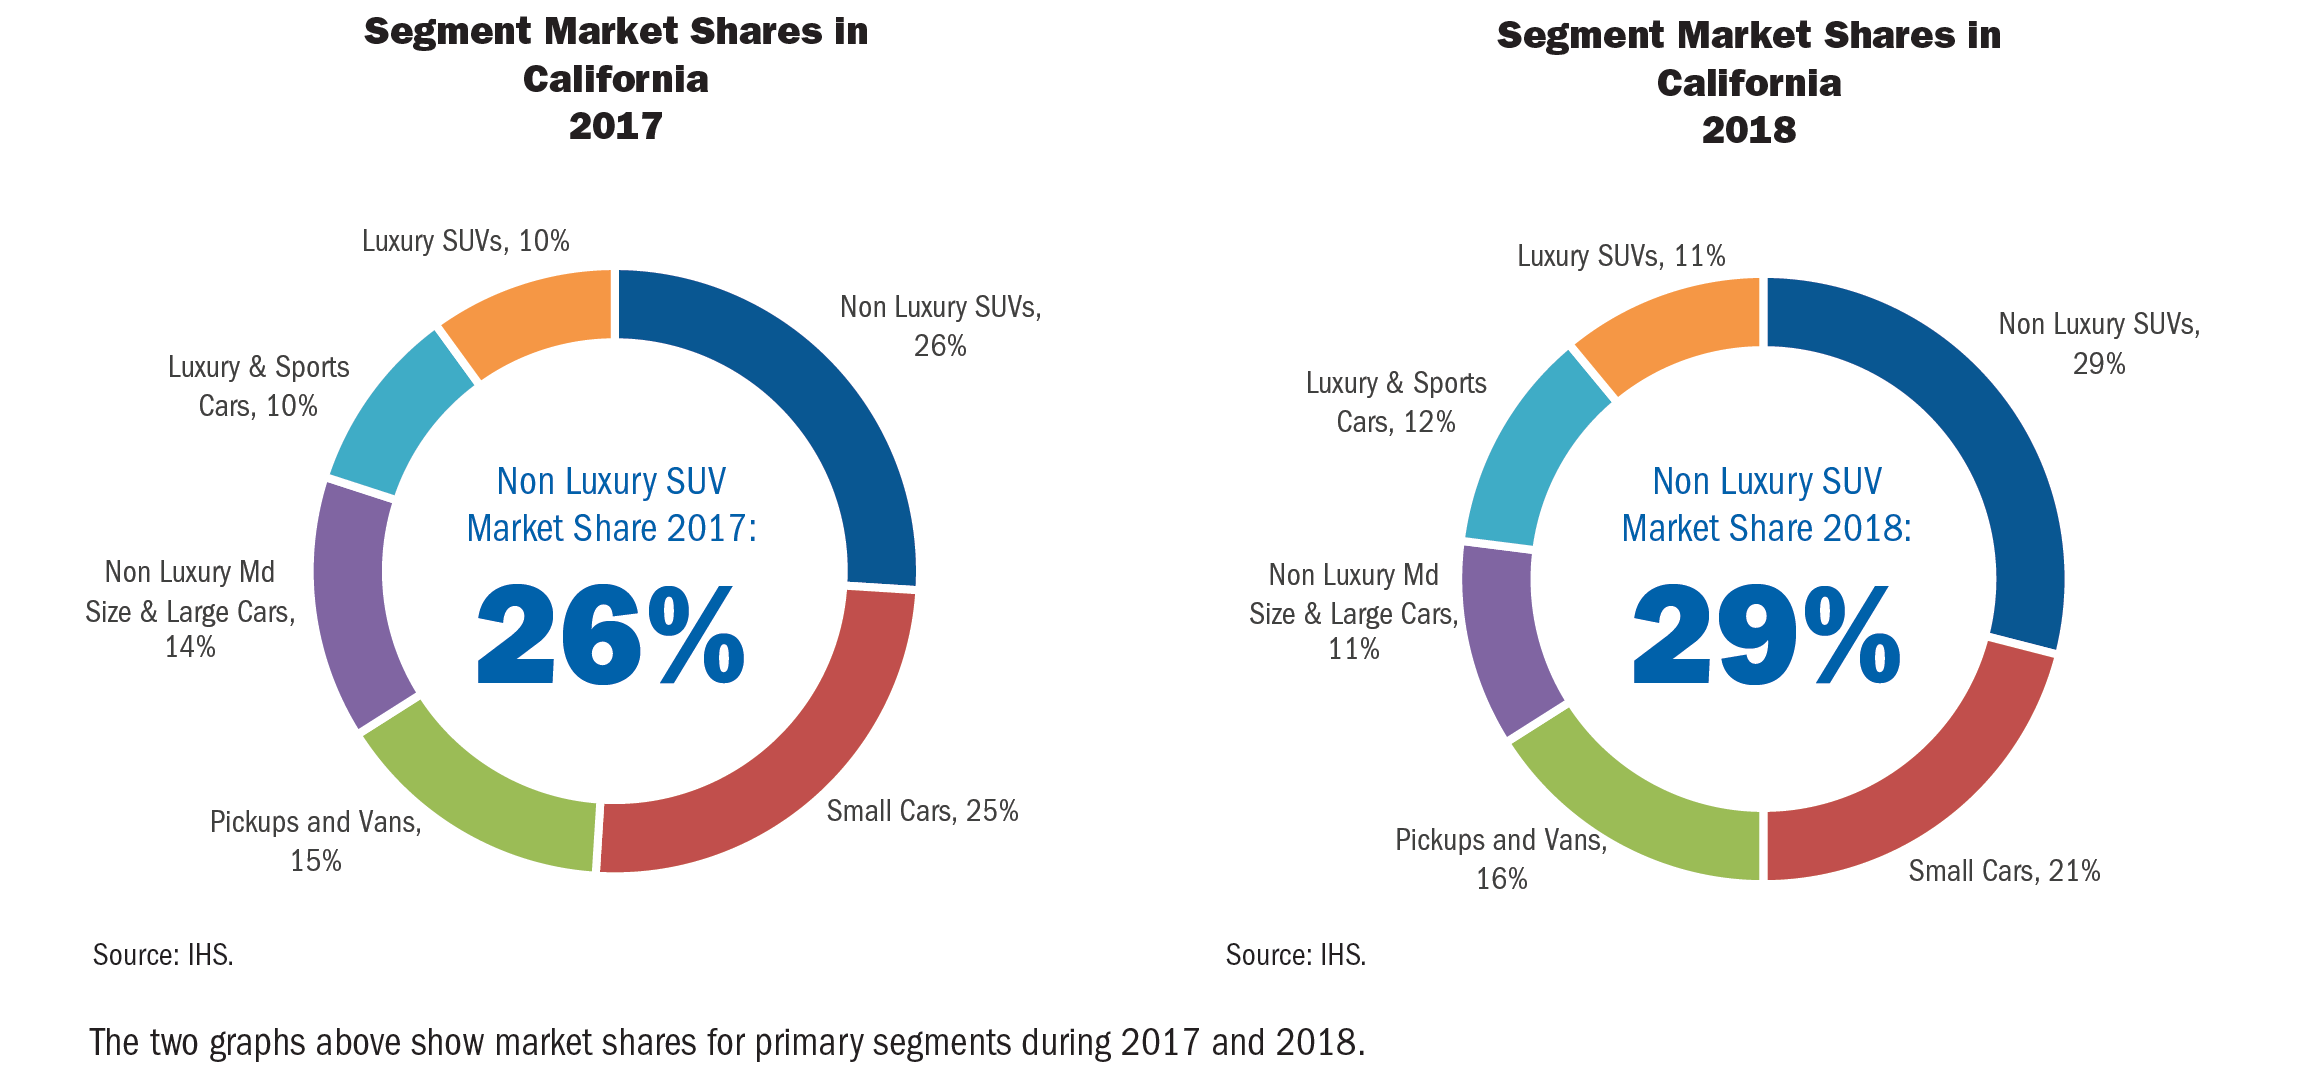 Segment Market Shares in
California
2017
Luxury SUVs, 10%
Non Luxury SUVs,
26%
Luxury & Sports
Cars, 10%
Non Luxury SUV
Market Share 2017:
26%
Non Luxury Md
Size & Large Cars,
14%
Pickups and Vans,
15%
Small Cars, 25%
Source: IHS.
Segment Market Shares in
California
2018
Luxury SUVs, 11%
Non Luxury SUVs,
29%
Luxury & Sports
Cars, 12%
Non Luxury SUV
Market Share 2018:
29%
Non Luxury Md
Size & Large Cars,
11%
Pickups and Vans,
16%
Small Cars, 21%
Source: IHS.
The two graphs above show market shares for primary segments during 2017 and 2018.